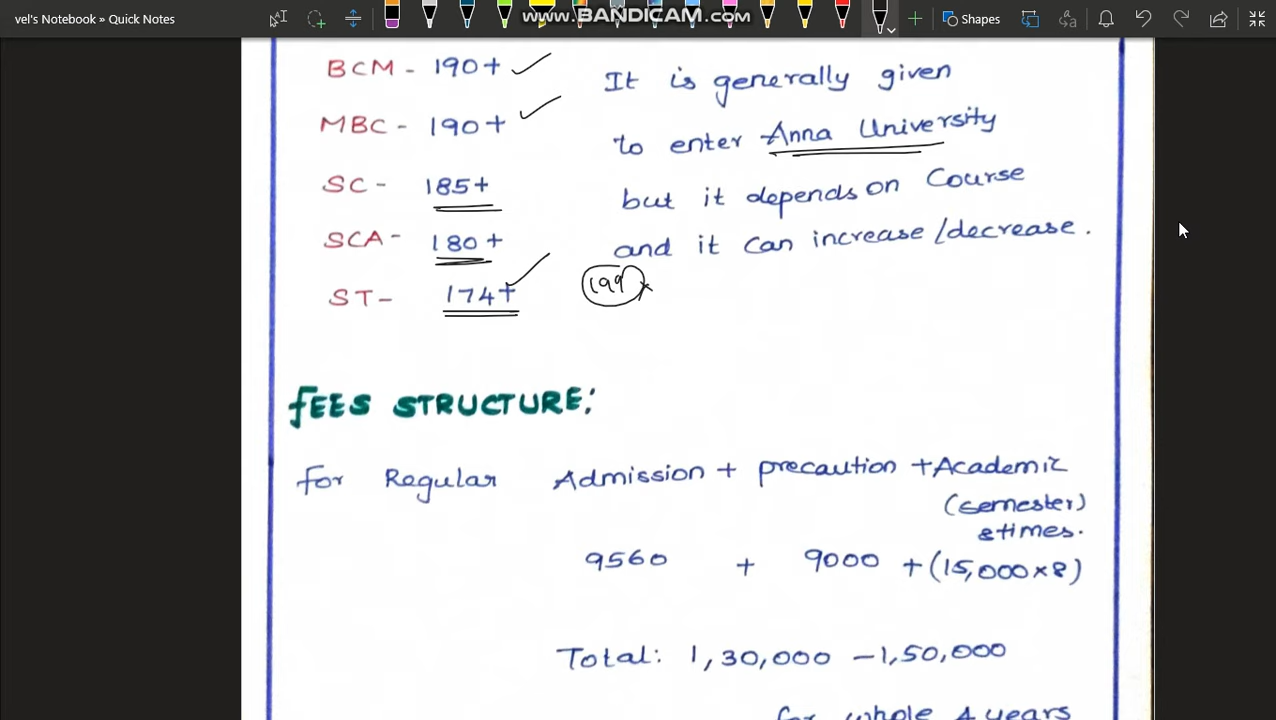 vel's Notebook » Quick Notes
www.BANDICAM.com
Shapes
BCM - 190+
MBC - 190+
SC - 185+
SCA - 180+
ST - 174+
It is generally given
to enter Anna University
but it depends on Course
and it can increase/decrease.
199
FEES STRUCTURE:
For Regular Admission + precaution + Academic
(semester)
8times.
9560 + 9000 + (15,000×8)
Total: 1,30,000 - 1,50,000
for whole 4 years